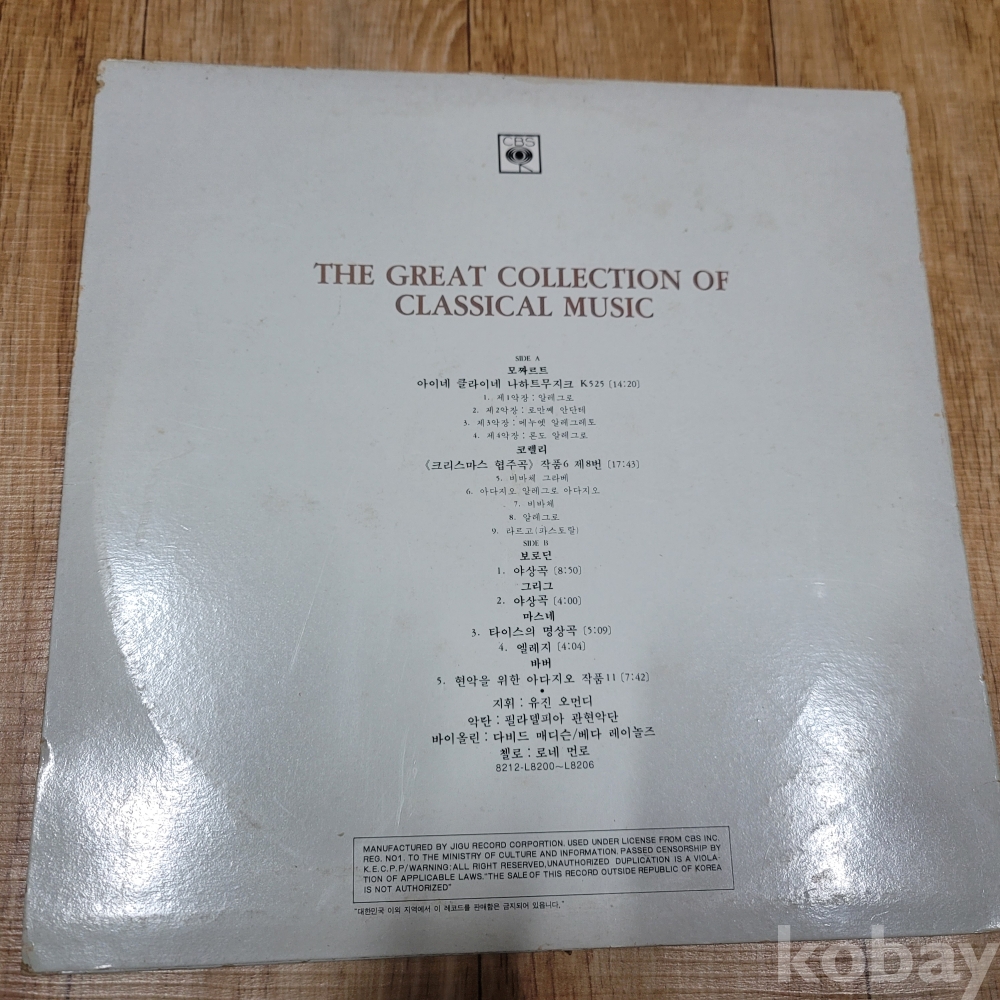 CBS
THE GREAT COLLECTION OF
CLASSICAL MUSIC
SIDE A
모짜르트
아이네 클라이네 나하트무지크 K525 [14:20]
1. 제1악장 : 알레그로
2. 제2악장 : 로만쩨 안단테
3. 제3악장 : 메누엣 알레그레토
4. 제4악장 : 론도 알레그로
코렐리
〈크리스마스 협주곡〉 작품6 제8번 [17:43]
5. 비바체 그라베
6. 아다지오 알레그로 아다지오
7. 비바체
8. 알레그로
9. 라르고(파스토랄)
SIDE B
보로딘
1. 야상곡 [8:50]
그리그
2. 야상곡 [4:00]
마스네
3. 타이스의 명상곡 [5:09]
4. 엘레지 [4:04]
바버
5. 현악을 위한 아다지오 작품11 [7:42]
•
지휘 : 유진 오먼디
악단 : 필라델피아 관현악단
바이올린 : 다비드 매디슨/베다 레이놀즈
첼로 : 로네 먼로
8212-L8200~L8206
MANUFACTURED BY JIGU RECORD CORPORATION. USED UNDER LICENSE FROM CBS INC.
REG. NO1. TO THE MINISTRY OF CULTURE AND INFORMATION. PASSED CENSORSHIP BY
K.E.C.P.P/WARNING: ALL RIGHT RESERVED, UNAUTHORIZED DUPLICATION IS A VIOLA-
TION OF APPLICABLE LAWS. "THE SALE OF THIS RECORD OUTSIDE REPUBLIC OF KOREA
IS NOT AUTHORIZED"
"대한민국 이외 지역에서 이 레코드를 판매함은 금지되어 있읍니다."
kobay